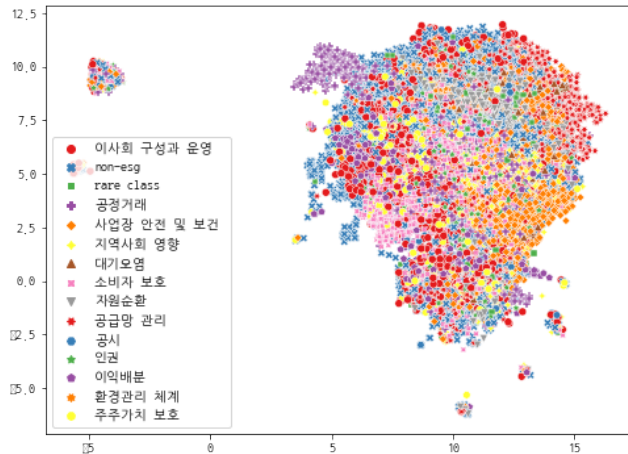 12.5
10.0
7.5
5.0
2.5
0.0
▯2.5
▯5.0
이사회 구성과 운영
non-esg
rare class
공정거래
사업장 안전 및 보건
지역사회 영향
대기오염
소비자 보호
자원순환
공급망 관리
공시
인권
이익배분
환경관리 체계
주주가치 보호
▯5 0 5 10 15